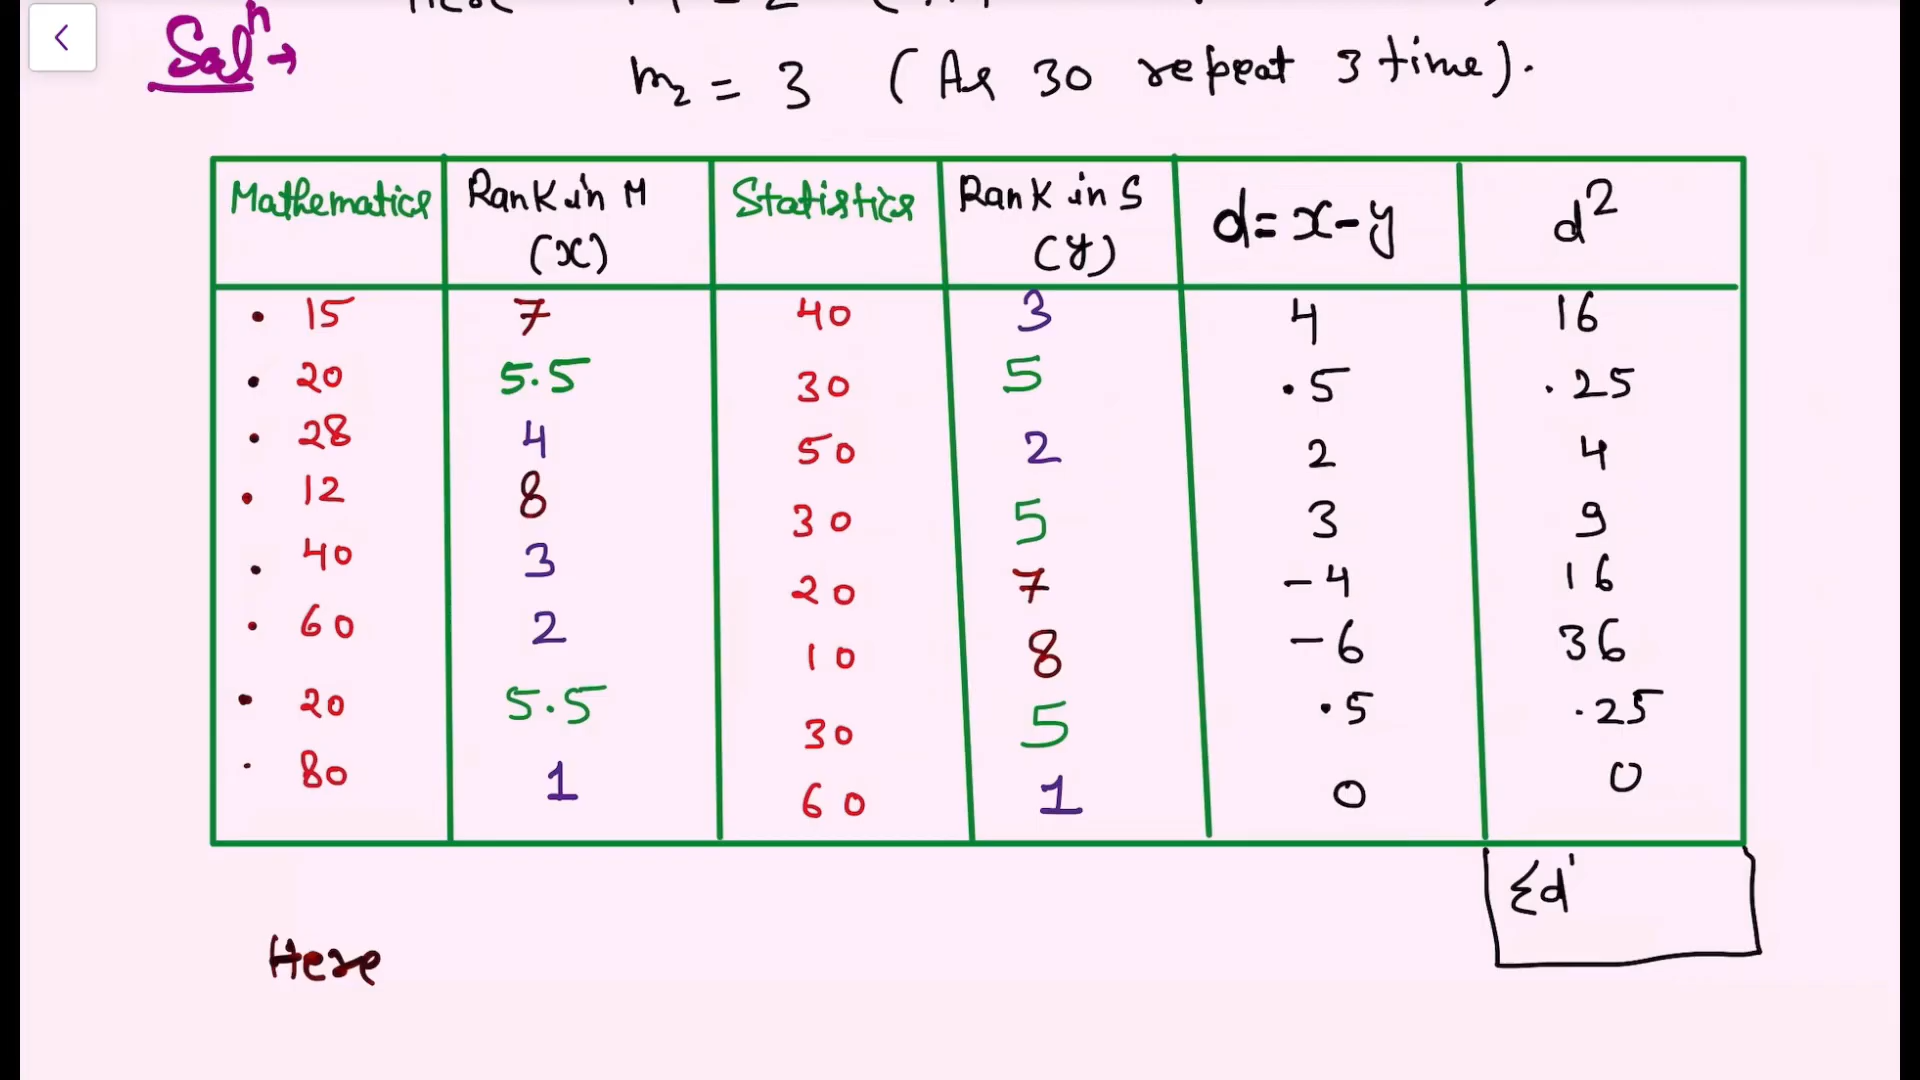 Solⁿ→
m₂ = 3 (As 30 repeat 3 time).
Mathematics Rank in M (x) Statistics Rank in S (y) d=x-y d²
• 15 7 40 3 4 16
• 20 5.5 30 5 .5 .25
• 28 4 50 2 2 4
• 12 8 30 5 3 9
• 40 3 20 7 -4 16
• 60 2 10 8 -6 36
• 20 5.5 30 5 .5 .25
• 80 1 60 1 0 0
Σd'
Here